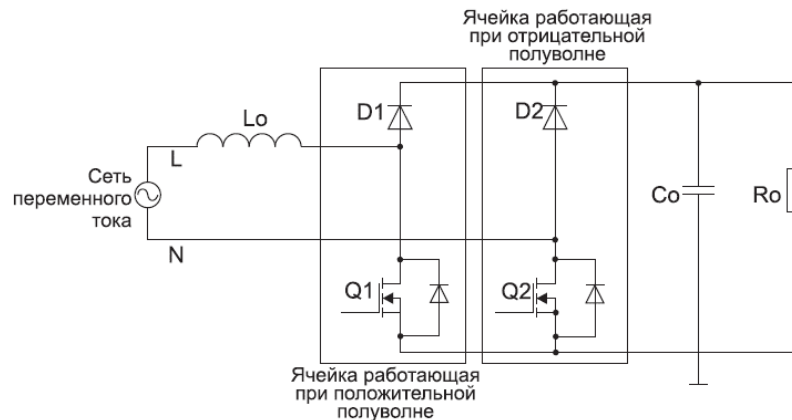 Ячейка работающая
при отрицательной
полуволне
D1
D2
Lo
L
Сеть
переменного
тока
Co
Ro
N
Q1
Q2
Ячейка работающая
при положительной
полуволне